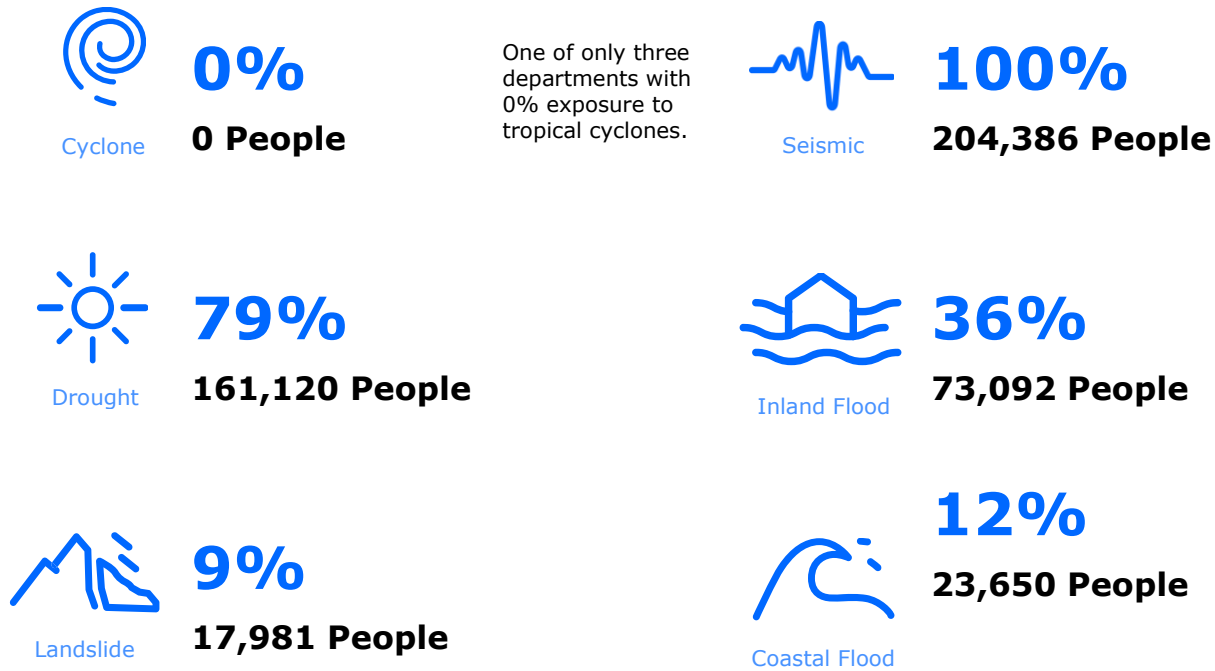 0%
0 People
Cyclone
One of only three
departments with
0% exposure to
tropical cyclones.
100%
204,386 People
Seismic
79%
161,120 People
Drought
36%
73,092 People
Inland Flood
9%
17,981 People
Landslide
12%
23,650 People
Coastal Flood